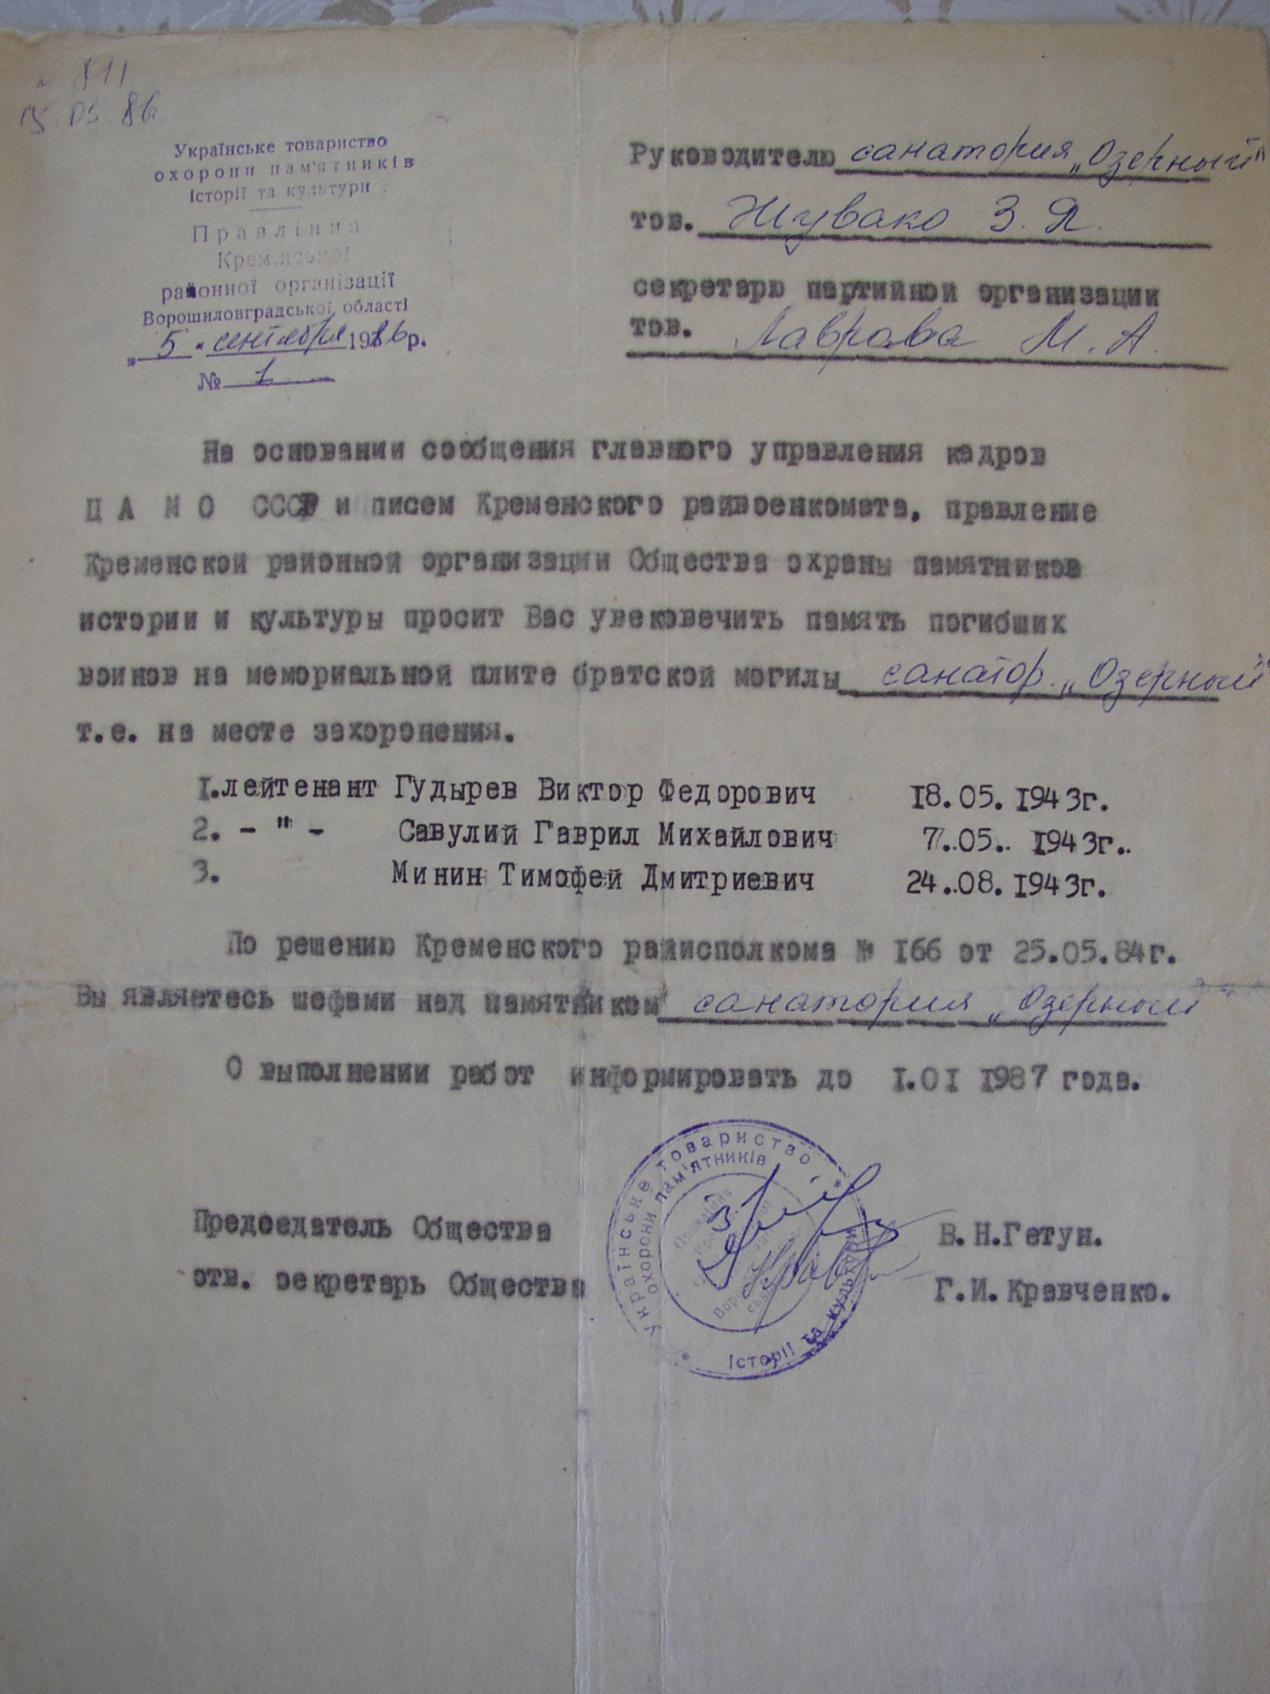 811
05 86
Українське товариство
охорони пам'ятників
історії та культури
Правління
Кремінської
районної організації
Ворошиловградської області
"5" сентября 1986р.
№ 1
Руководителю санатория „Озерный"
тов. Жувако З. Я.
секретарю партийной организации
тов. Лаврова М. А.
На основании сообщения главного управления кадров
Ц А М О СССР и писем Кременского райвоенкомата, правление
Кременской районной организации Общества охраны памятников
истории и культуры просит Вас увековечить память погибших
воинов на мемориальной плите братской могилы санатор. „Озерный"
т.е. на месте захоронения.
1.лейтенант Гудырев Виктор Федорович 18.05.1943г.
2. - " - Савулий Гаврил Михайлович 7.05. 1943г.
3. Минин Тимофей Дмитриевич 24.08.1943г.
По решению Кременского райисполкома № 166 от 25.05.84г.
Вы являетесь шефами над памятником санатория „Озерный"
О выполнении работ информировать до 1.01 1987 года.
Українське товариство
охорони пам'ятників
історії та культури
Председатель Общества В.Н.Гетун.
отв. секретарь Общества Г.И.Кравченко.